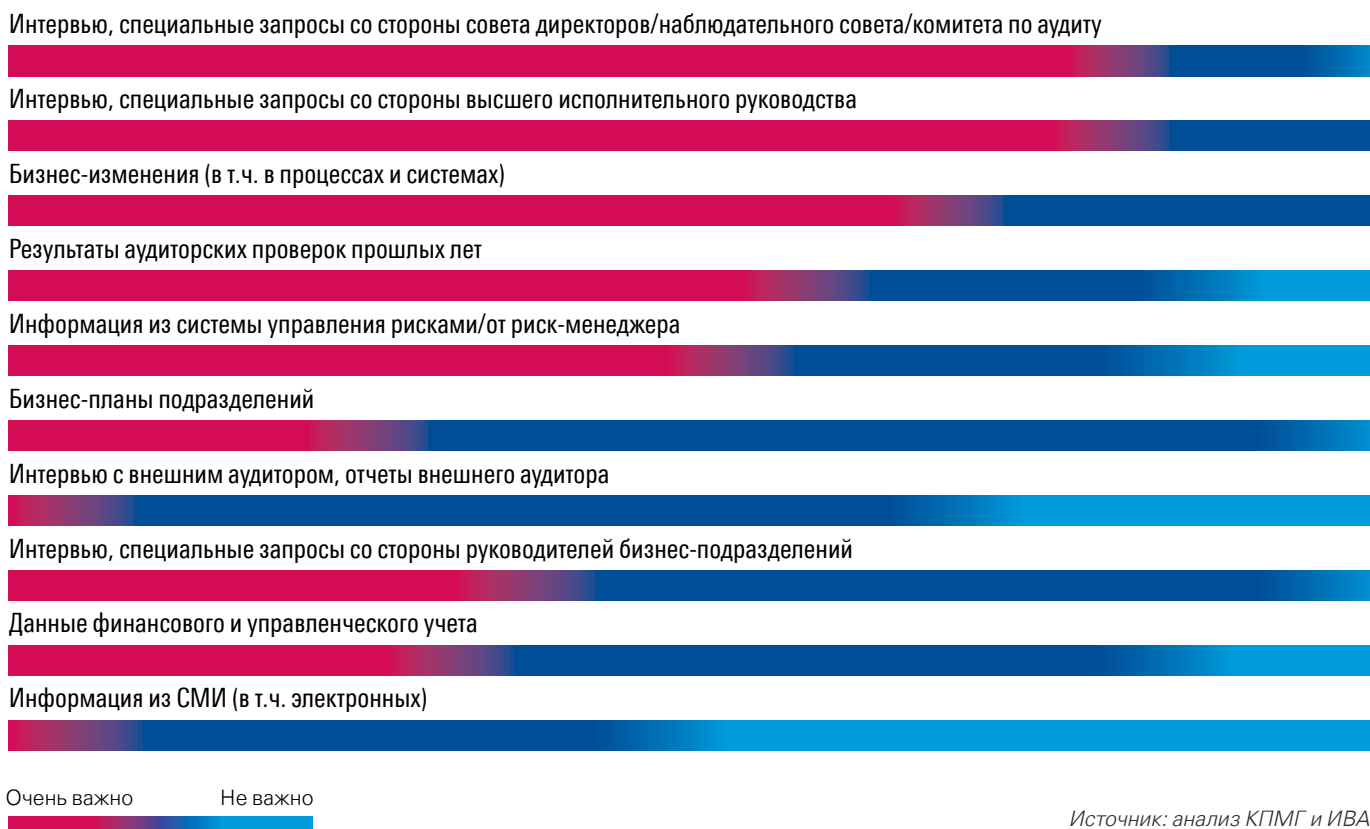 Интервью, специальные запросы со стороны совета директоров/наблюдательного совета/комитета по аудиту
Интервью, специальные запросы со стороны высшего исполнительного руководства
Бизнес-изменения (в т.ч. в процессах и системах)
Результаты аудиторских проверок прошлых лет
Информация из системы управления рисками/от риск-менеджера
Бизнес-планы подразделений
Интервью с внешним аудитором, отчеты внешнего аудитора
Интервью, специальные запросы со стороны руководителей бизнес-подразделений
Данные финансового и управленческого учета
Информация из СМИ (в т.ч. электронных)
Очень важно Не важно
Источник: анализ КПМГ и ИВА